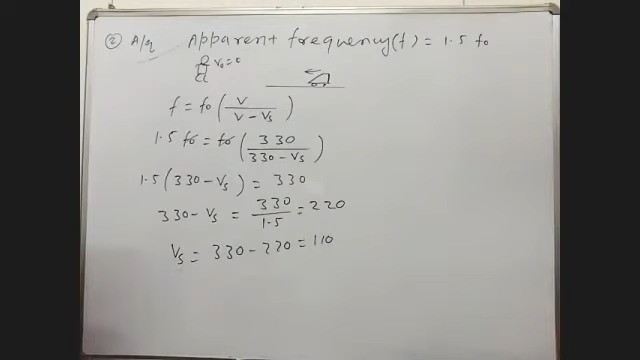 ② A/q Apparent frequency (f) = 1.5 fo
Vo = 0
f = fo ( V / V - Vs )
1.5 fo = fo ( 330 / 330 - Vs )
1.5 ( 330 - Vs ) = 330
330 - Vs = 330 / 1.5 = 220
Vs = 330 - 220 = 110